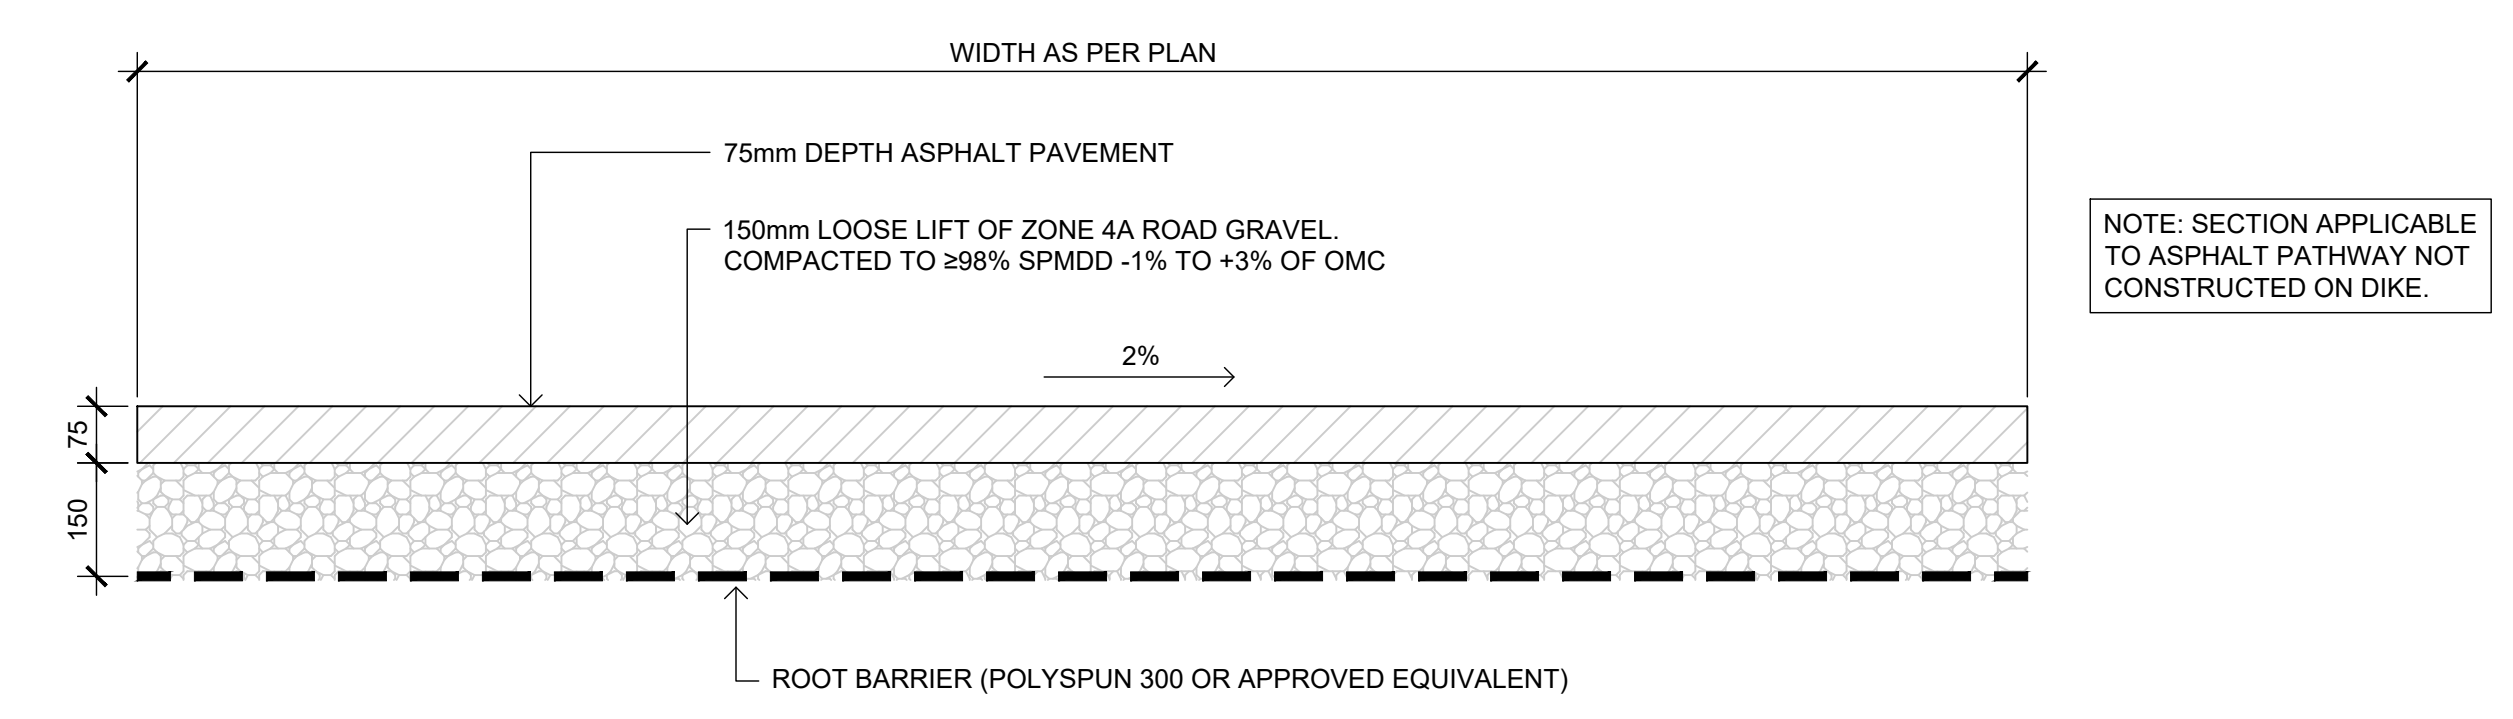 WIDTH AS PER PLAN
75mm DEPTH ASPHALT PAVEMENT
150mm LOOSE LIFT OF ZONE 4A ROAD GRAVEL.
COMPACTED TO ≥98% SPMDD -1% TO +3% OF OMC
NOTE: SECTION APPLICABLE
TO ASPHALT PATHWAY NOT
CONSTRUCTED ON DIKE.
2%
75
150
ROOT BARRIER (POLYSPUN 300 OR APPROVED EQUIVALENT)